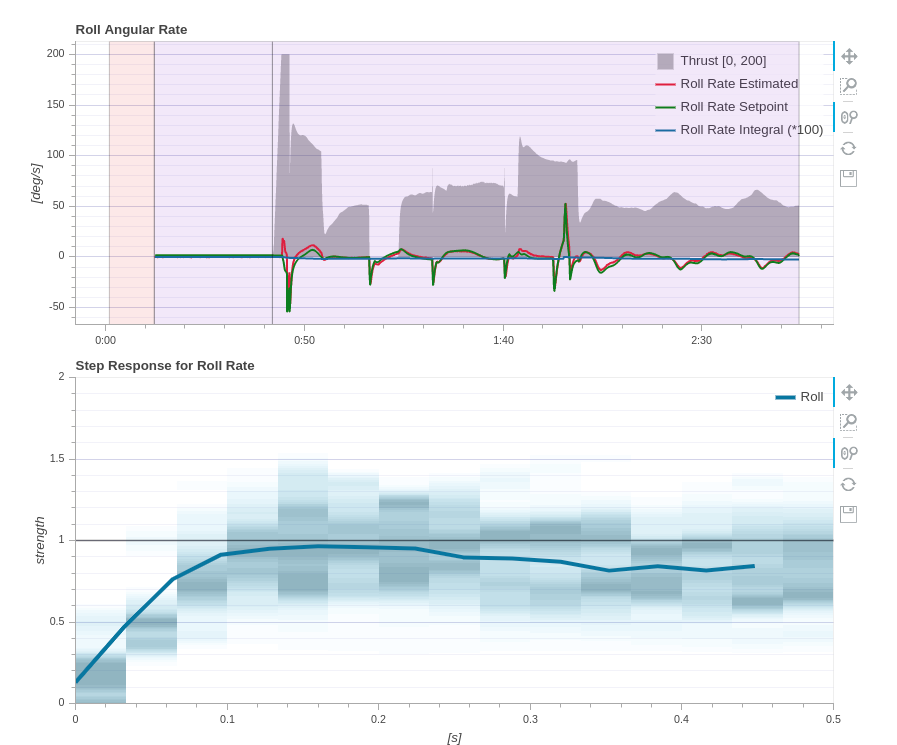 Roll Angular Rate
200
150
100
50
0
-50
[deg/s]
Thrust [0, 200]
Roll Rate Estimated
Roll Rate Setpoint
Roll Rate Integral (*100)
0:00
0:50
1:40
2:30
Step Response for Roll Rate
2
1.5
1
0.5
0
strength
Roll
0
0.1
0.2
0.3
0.4
0.5
[s]